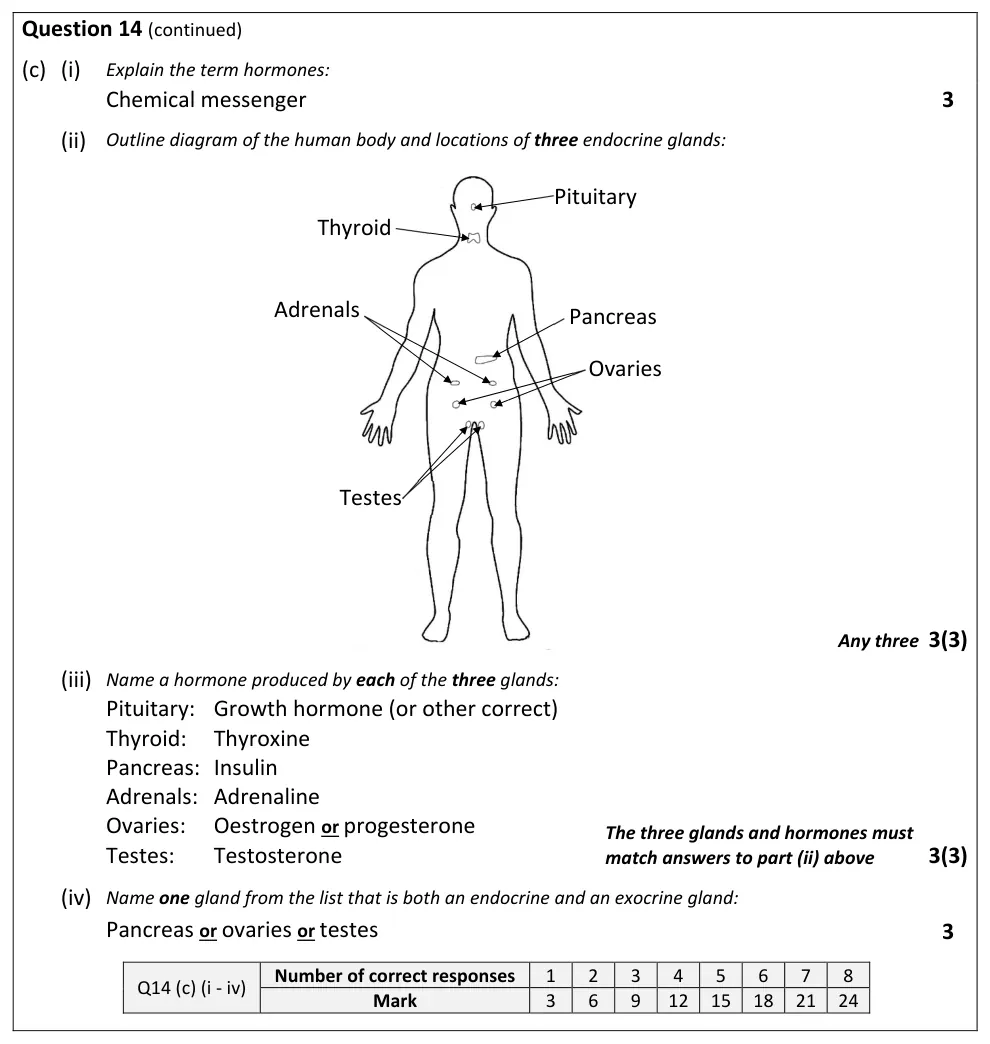 Question 14 (continued)
(c) (i) Explain the term hormones:
Chemical messenger 3
(ii) Outline diagram of the human body and locations of three endocrine glands:
Pituitary
Thyroid
Adrenals
Pancreas
Ovaries
Testes
Any three 3(3)
(iii) Name a hormone produced by each of the three glands:
Pituitary: Growth hormone (or other correct)
Thyroid: Thyroxine
Pancreas: Insulin
Adrenals: Adrenaline
Ovaries: Oestrogen or progesterone
Testes: Testosterone
The three glands and hormones must
match answers to part (ii) above 3(3)
(iv) Name one gland from the list that is both an endocrine and an exocrine gland:
Pancreas or ovaries or testes 3
Q14 (c) (i - iv)
Number of correct responses 1 2 3 4 5 6 7 8
Mark 3 6 9 12 15 18 21 24